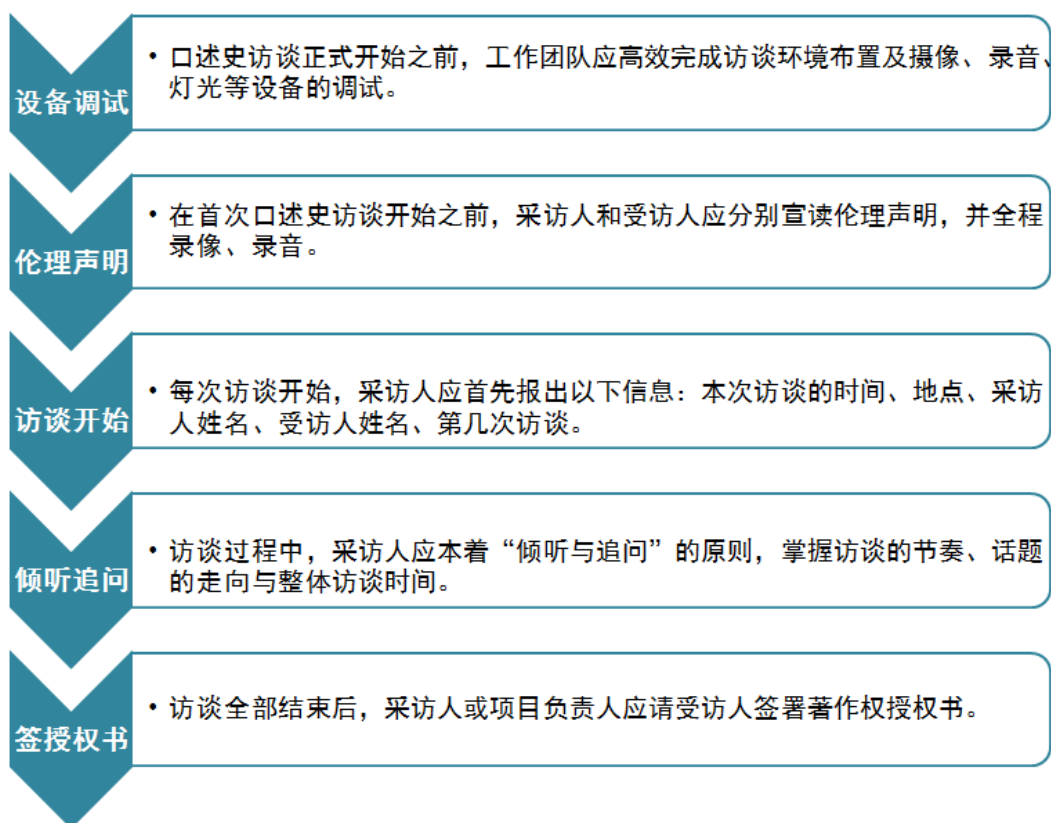 设备调试
• 口述史访谈正式开始之前，工作团队应高效完成访谈环境布置及摄像、录音、
灯光等设备的调试。
伦理声明
• 在首次口述史访谈开始之前，采访人和受访人应分别宣读伦理声明，并全程
录像、录音。
访谈开始
• 每次访谈开始，采访人应首先报出以下信息：本次访谈的时间、地点、采访
人姓名、受访人姓名、第几次访谈。
倾听追问
• 访谈过程中，采访人应本着“倾听与追问”的原则，掌握访谈的节奏、话题
的走向与整体访谈时间。
签授权书
• 访谈全部结束后，采访人或项目负责人应请受访人签署著作权授权书。